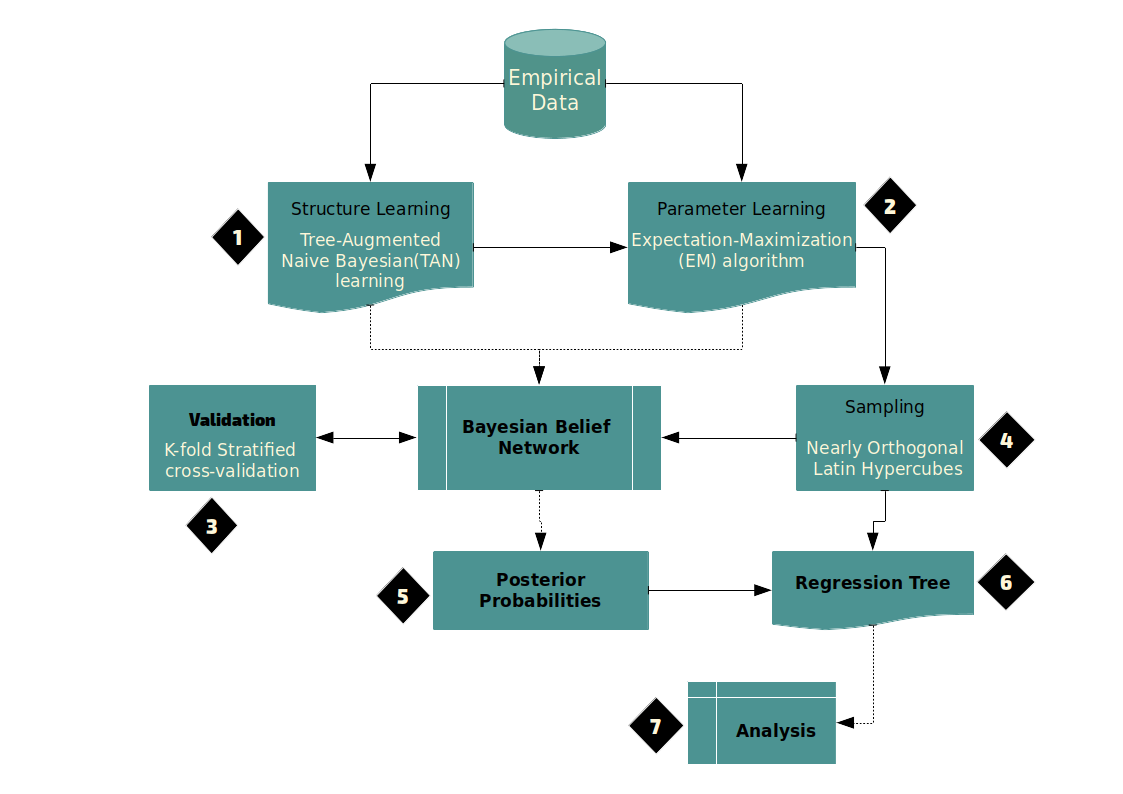 Empirical
Data
Structure Learning
Tree-Augmented
Naive Bayesian(TAN)
learning
1
Parameter Learning
Expectation-Maximization
(EM) algorithm
2
Validation
K-fold Stratified
cross-validation
3
Bayesian Belief
Network
Sampling
Nearly Orthogonal
Latin Hypercubes
4
Posterior
Probabilities
5
Regression Tree
6
Analysis
7